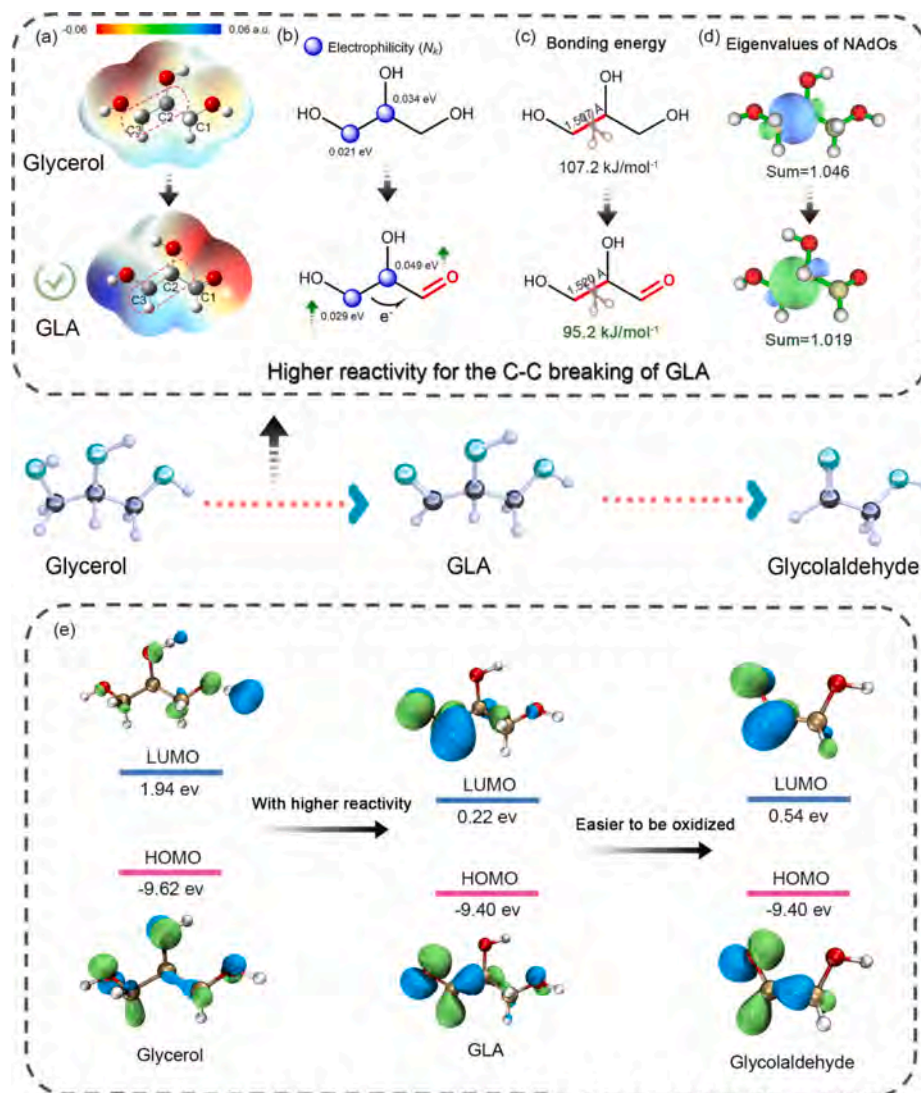 (a)
-0.06
0.06 a.u.
C3
C2
C1
Glycerol
C3
C2
C1
GLA
(b)
Electrophilicity (Nk)
OH
HO
0.034 eV
OH
0.021 eV
OH
HO
0.049 eV
O
0.029 eV
e-
(c)
Bonding energy
OH
HO
Å
OH
107.2 kJ/mol-1
OH
HO
1.529 Å
O
95.2 kJ/mol-1
(d)
Eigenvalues of NAdOs
Sum=1.046
Sum=1.019
Higher reactivity for the C-C breaking of GLA
Glycerol
GLA
Glycolaldehyde
(e)
LUMO
1.94 ev
HOMO
-9.62 ev
Glycerol
With higher reactivity
LUMO
0.22 ev
HOMO
-9.40 ev
GLA
Easier to be oxidized
LUMO
0.54 ev
HOMO
-9.40 ev
Glycolaldehyde